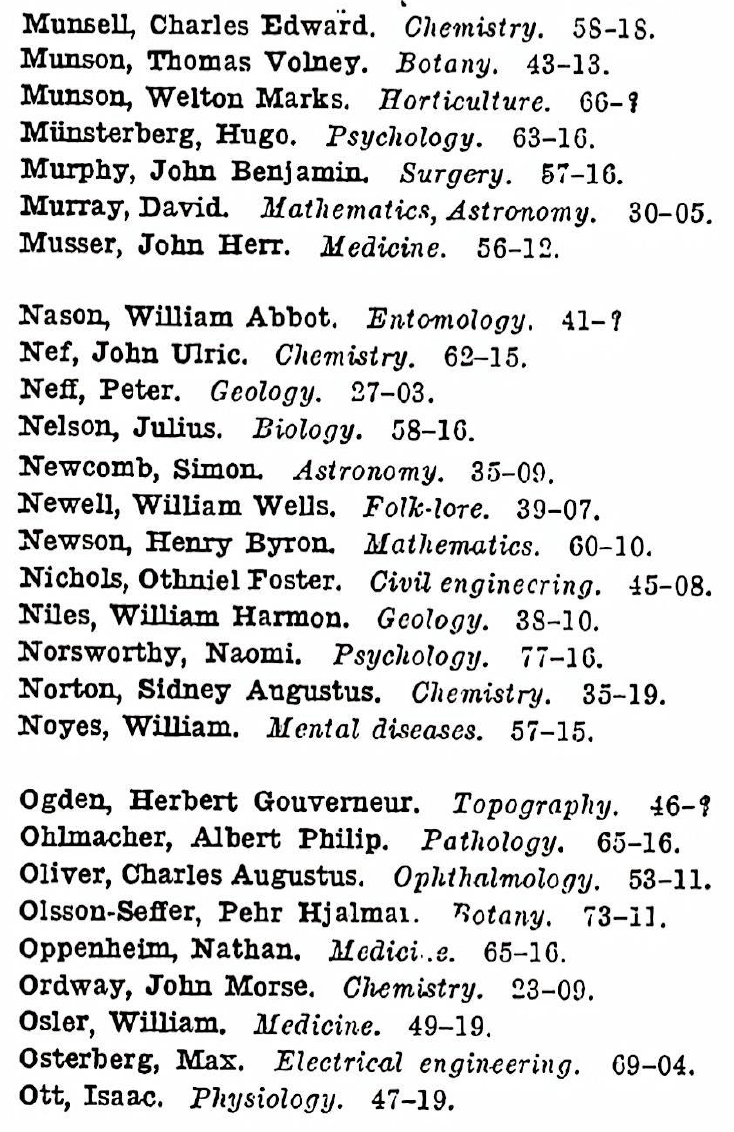 Munsell, Charles Edward. Chemistry. 58-18.
Munson, Thomas Volney. Botany. 43-13.
Munson, Welton Marks. Horticulture. 66-?
Münsterberg, Hugo. Psychology. 63-16.
Murphy, John Benjamin. Surgery. 57-16.
Murray, David. Mathematics, Astronomy. 30-05.
Musser, John Herr. Medicine. 56-12.
Nason, William Abbot. Entomology. 41-?
Nef, John Ulric. Chemistry. 62-15.
Neff, Peter. Geology. 27-03.
Nelson, Julius. Biology. 58-16.
Newcomb, Simon. Astronomy. 35-09.
Newell, William Wells. Folk-lore. 39-07.
Newson, Henry Byron. Mathematics. 60-10.
Nichols, Othniel Foster. Civil engineering. 45-08.
Niles, William Harmon. Geology. 38-10.
Norsworthy, Naomi. Psychology. 77-16.
Norton, Sidney Augustus. Chemistry. 35-19.
Noyes, William. Mental diseases. 57-15.
Ogden, Herbert Gouverneur. Topography. 46-?
Ohlmacher, Albert Philip. Pathology. 65-16.
Oliver, Charles Augustus. Ophthalmology. 53-11.
Olsson-Seffer, Pehr Hjalmar. Botany. 73-11.
Oppenheim, Nathan. Medicine. 65-16.
Ordway, John Morse. Chemistry. 23-09.
Osler, William. Medicine. 49-19.
Osterberg, Max. Electrical engineering. 69-04.
Ott, Isaac. Physiology. 47-19.